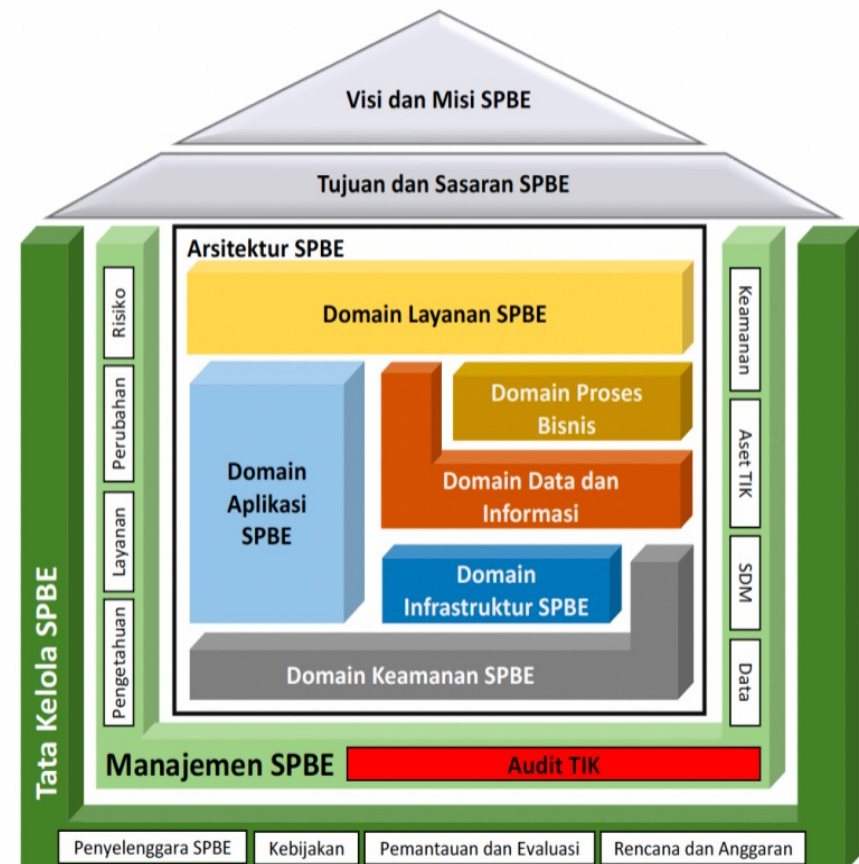 Visi dan Misi SPBE
Tujuan dan Sasaran SPBE
Arsitektur SPBE
Domain Layanan SPBE
Domain Proses
Bisnis
Domain
Aplikasi
SPBE
Domain Data dan
Informasi
Domain
Infrastruktur SPBE
Domain Keamanan SPBE
Risiko
Perubahan
Layanan
Pengetahuan
Keamanan
Aset TIK
SDM
Data
Manajemen SPBE
Audit TIK
Tata Kelola SPBE
Penyelenggara SPBE
Kebijakan
Pemantauan dan Evaluasi
Rencana dan Anggaran